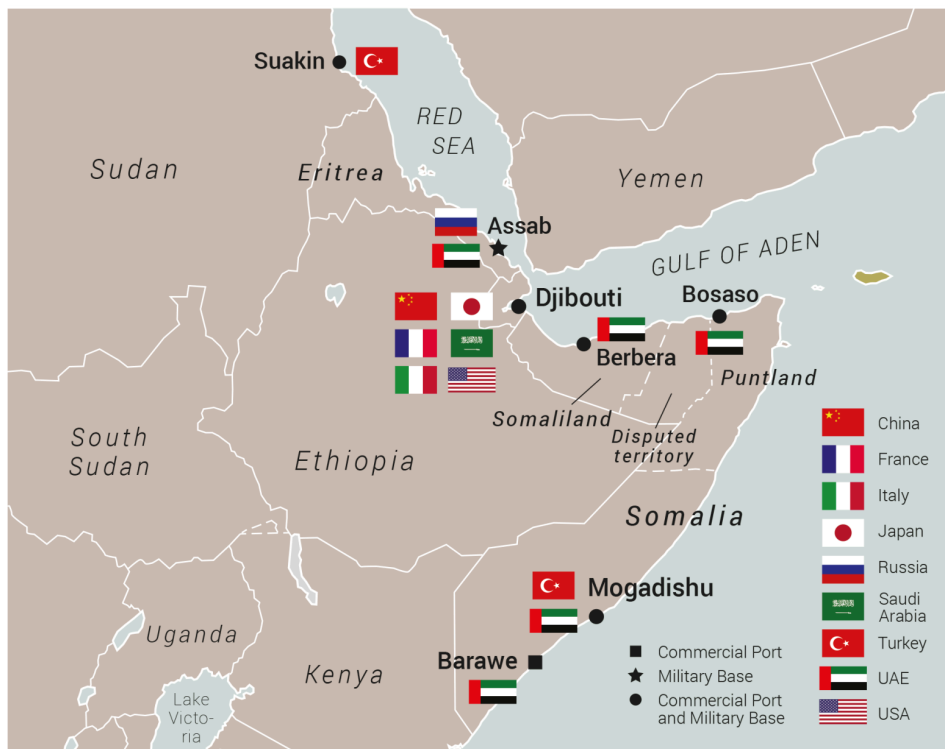 Suakin
RED
SEA
Sudan
Eritrea
Yemen
Assab
GULF OF ADEN
Djibouti
Bosaso
Berbera
Puntland
Somaliland
Disputed
territory
South
Sudan
Ethiopia
Somalia
Mogadishu
Uganda
Kenya
Barawe
Lake
Victo-
ria
China
France
Italy
Japan
Russia
Saudi
Arabia
Turkey
UAE
USA
Commercial Port
Military Base
Commercial Port
and Military Base